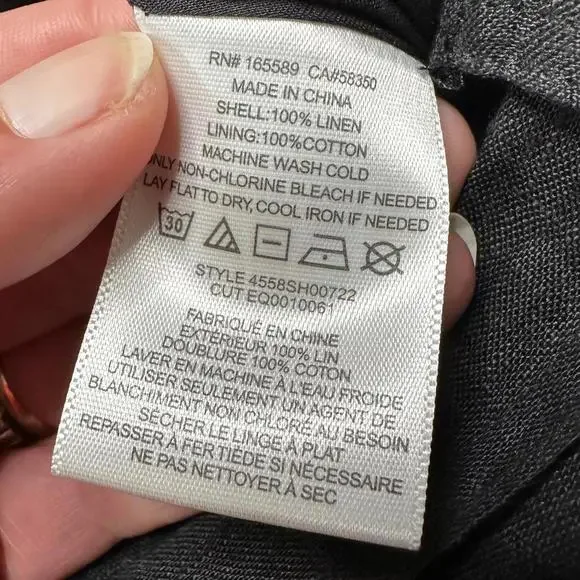 RN# 165589 CA#58350
MADE IN CHINA
SHELL:100% LINEN
LINING:100%COTTON
MACHINE WASH COLD
ONLY NON-CHLORINE BLEACH IF NEEDED
LAY FLAT TO DRY, COOL IRON IF NEEDED
30
STYLE 4558SH00722
CUT EQ0010061
FABRIQUÉ EN CHINE
EXTÉRIEUR 100% LIN
DOUBLURE 100% COTON
LAVER EN MACHINE À L'EAU FROIDE
UTILISER SEULEMENT UN AGENT DE
BLANCHIMENT NON CHLORÉ AU BESOIN
SÉCHER LE LINGE À PLAT
REPASSER À FER TIÈDE SI NÉCESSAIRE
NE PAS NETTOYER À SEC